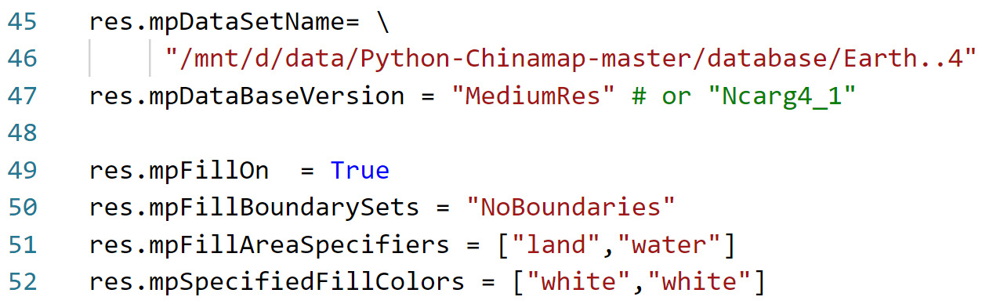 45 res.mpDataSetName= \
46 "/mnt/d/data/Python-Chinamap-master/database/Earth..4"
47 res.mpDataBaseVersion = "MediumRes" # or "Ncarg4_1"
48
49 res.mpFillOn  = True
50 res.mpFillBoundarySets = "NoBoundaries"
51 res.mpFillAreaSpecifiers = ["land","water"]
52 res.mpSpecifiedFillColors = ["white","white"]